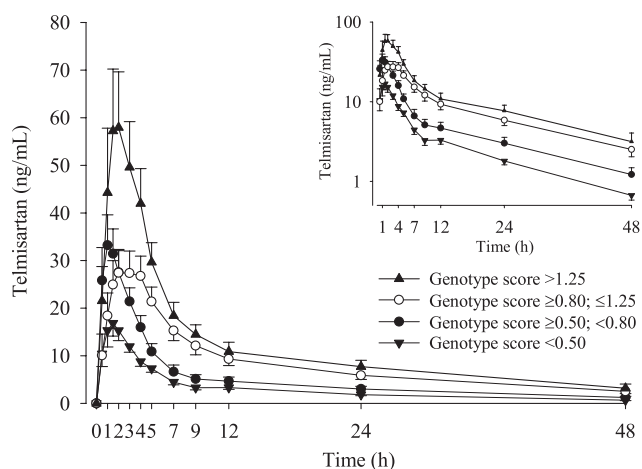 80
70
60
50
40
30
20
10
0
Telmisartan (ng/mL)
0 1 2 3 4 5 7 9 12 24 48
Time (h)
100
10
1
Telmisartan (ng/mL)
1 4 7 12 24 48
Time (h)
Genotype score >1.25
Genotype score ≥0.80; ≤1.25
Genotype score ≥0.50; <0.80
Genotype score <0.50